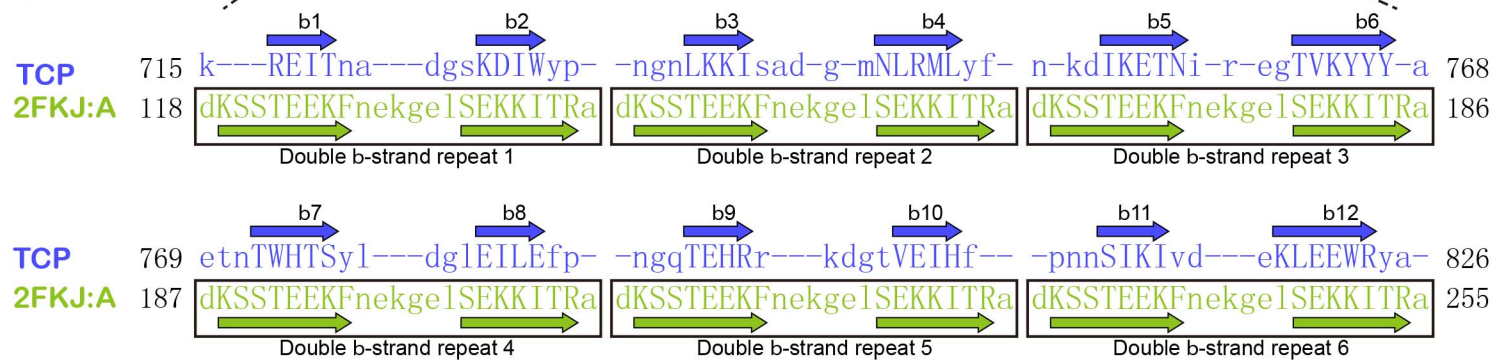 b1 b2 b3 b4 b5 b6
TCP 715 k---REITna---dgsKDIWyp- -ngnLKKIsad-g-mNLRMLyf- n-kdIKETNi-r-egTVKYYY-a 768
2FKJ:A 118 dKSSTEEKFnekgelSEKKITRa dKSSTEEKFnekgelSEKKITRa dKSSTEEKFnekgelSEKKITRa 186
Double b-strand repeat 1 Double b-strand repeat 2 Double b-strand repeat 3
b7 b8 b9 b10 b11 b12
TCP 769 etnTWHTSyl---dglEILEfp- -ngqTEHRr---kdgtVEIHf-- -pnnSIKIvd---eKLEEWRya- 826
2FKJ:A 187 dKSSTEEKFnekgelSEKKITRa dKSSTEEKFnekgelSEKKITRa dKSSTEEKFnekgelSEKKITRa 255
Double b-strand repeat 4 Double b-strand repeat 5 Double b-strand repeat 6